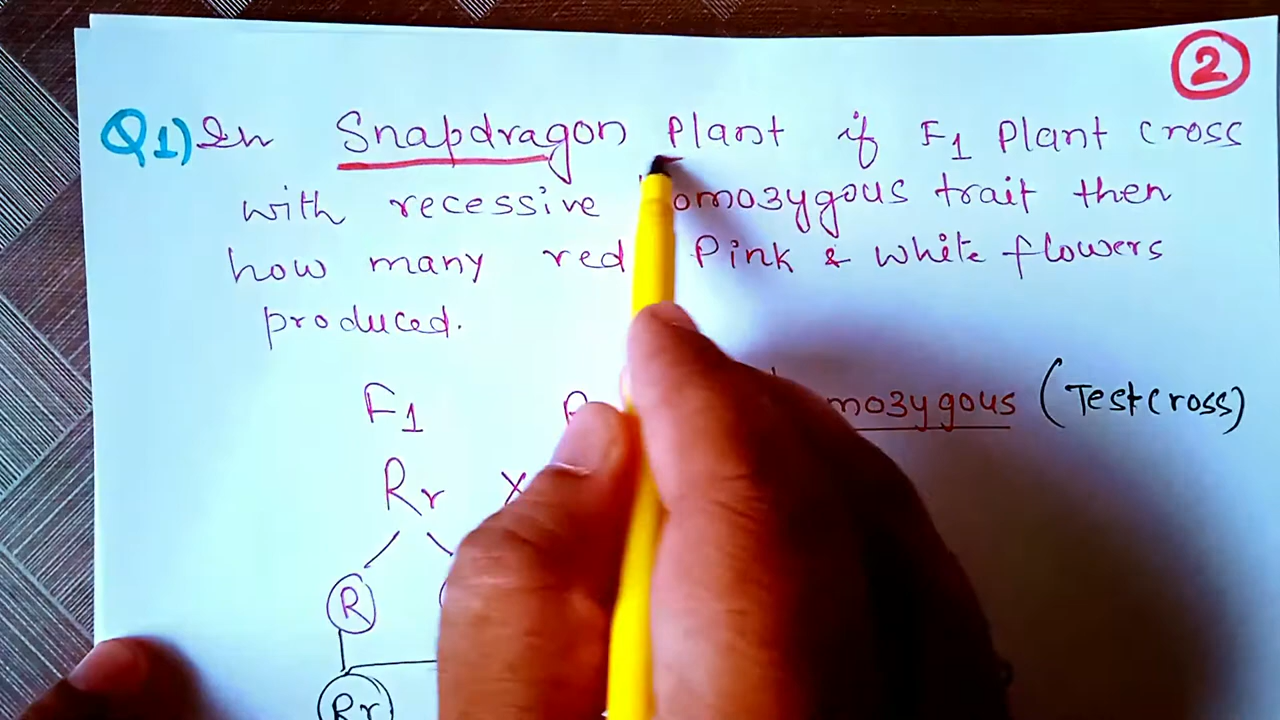 2
Q1) In Snapdragon Plant if F1 Plant cross
with recessive omozygous trait then
how many red Pink & white flowers
produced.
F1 mozygous (Testcross)
Rr X
R
Rr